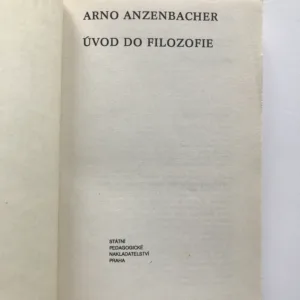 ARNO ANZENBACHER
ÚVOD DO FILOZOFIE
STÁTNÍ
PEDAGOGICKÉ
NAKLADATELSTVÍ
PRAHA